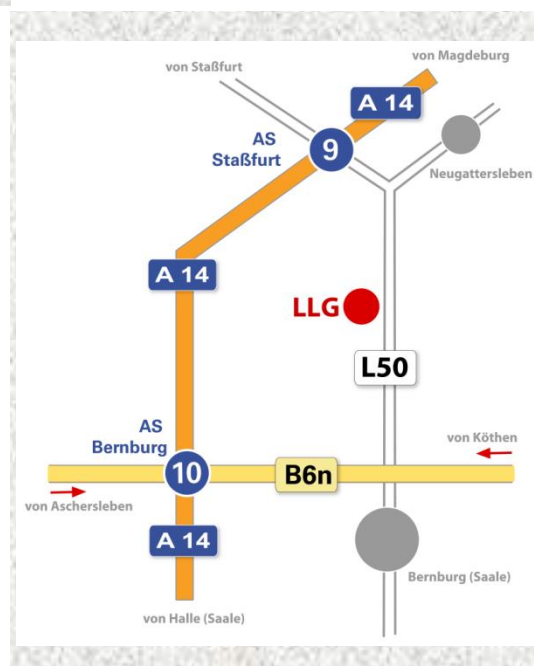 von Magdeburg
von Staßfurt
A 14
AS
Staßfurt
9
Neugattersleben
A 14
LLG
L50
AS
Bernburg
von Köthen
10
B6n
von Aschersleben
A 14
Bernburg (Saale)
von Halle (Saale)